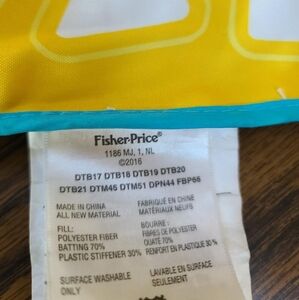 Fisher-Price®
1186 MJ, 1, NL
©2016
DTB17 DTB18 DTB19 DTB20
DTB21 DTM46 DTM51 DPN44 FBP66
MADE IN CHINA
ALL NEW MATERIAL
FABRIQUÉ EN CHINE
MATÉRIAUX NEUFS
FILL:
POLYESTER FIBER
BATTING 70%
PLASTIC STIFFENER 30%
BOURRE :
FIBRES DE POLYESTER
OUATE 70%
RENFORT EN PLASTIQUE 30 %
SURFACE WASHABLE
ONLY
LAVABLE EN SURFACE
SEULEMENT